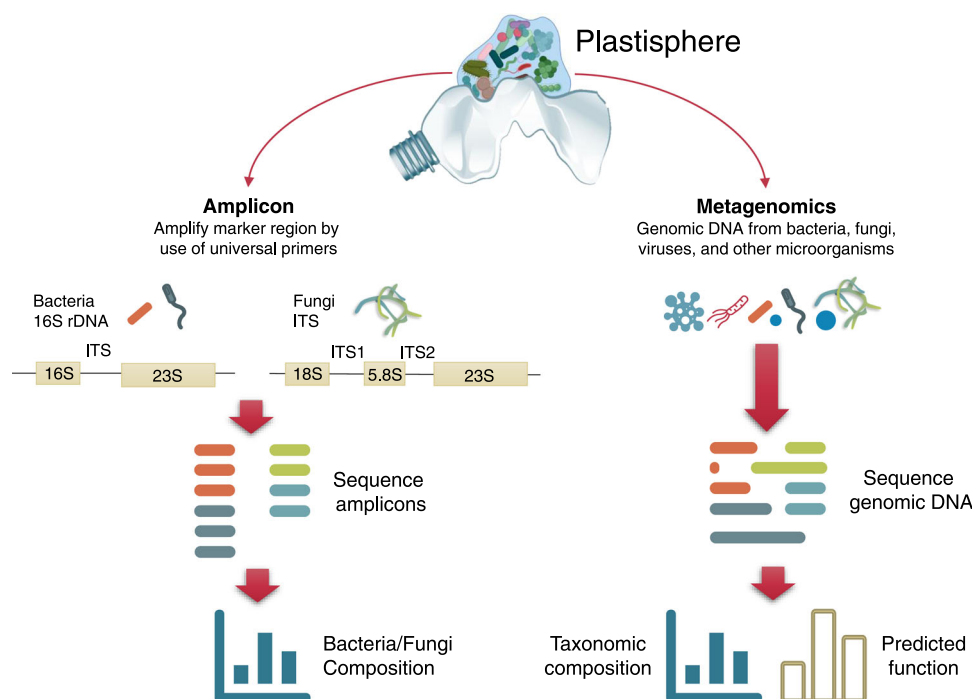 Plastisphere
Amplicon
Amplify marker region by
use of universal primers
Metagenomics
Genomic DNA from bacteria, fungi,
viruses, and other microorganisms
Bacteria
16S rDNA
Fungi
ITS
ITS
ITS1
ITS2
16S
23S
18S
5.8S
23S
Sequence
amplicons
Sequence
genomic DNA
Bacteria/Fungi
Composition
Taxonomic
composition
Predicted
function